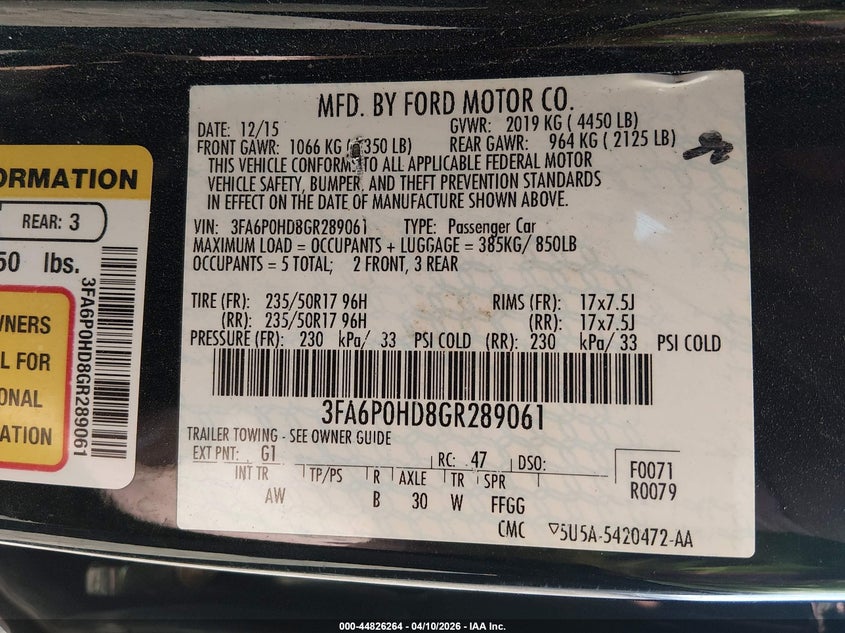 MFD. BY FORD MOTOR CO.
DATE: 12/15 GVWR: 2019 KG ( 4450 LB)
FRONT GAWR: 1066 KG ( 350 LB) REAR GAWR: 964 KG ( 2125 LB)
THIS VEHICLE CONFORMS TO ALL APPLICABLE FEDERAL MOTOR
VEHICLE SAFETY, BUMPER, AND THEFT PREVENTION STANDARDS
IN EFFECT ON THE DATE OF MANUFACTURE SHOWN ABOVE.
VIN: 3FA6P0HD8GR289061 TYPE: Passenger Car
MAXIMUM LOAD = OCCUPANTS + LUGGAGE = 385KG/ 850LB
OCCUPANTS = 5 TOTAL; 2 FRONT, 3 REAR
TIRE (FR): 235/50R17 96H RIMS (FR): 17x7.5J
(RR): 235/50R17 96H (RR): 17x7.5J
PRESSURE (FR): 230 kPa/ 33 PSI COLD (RR): 230 kPa/ 33 PSI COLD
3FA6P0HD8GR289061
TRAILER TOWING - SEE OWNER GUIDE
EXT PNT: G1 RC: 47 DSO: F0071
INT TR TP/PS R AXLE TR SPR R0079
AW B 30 W FFGG
CMC 5U5A-5420472-AA
ORMATION
REAR: 3
50 lbs.
WNERS
L FOR
ONAL
ATION
3FA6P0HD8GR289061
000-44826264 - 04/10/2026 - IAA Inc.